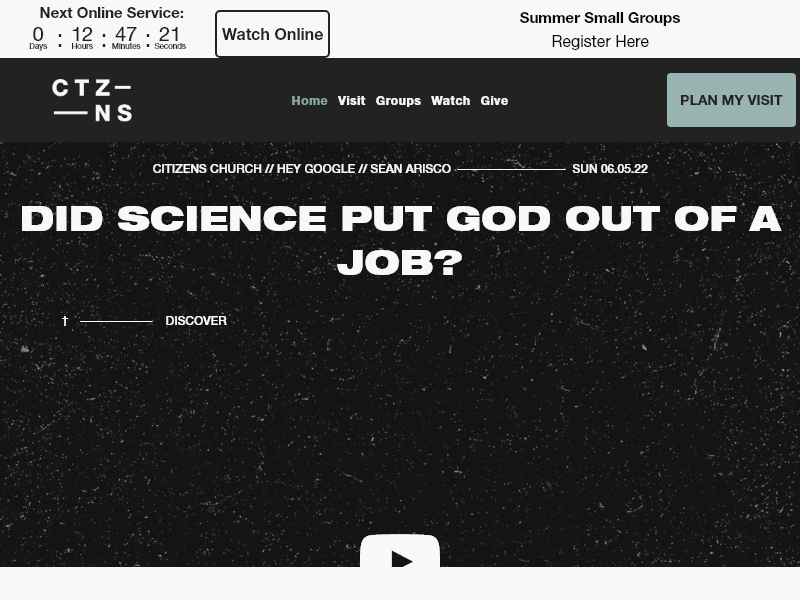 Next Online Service:
0 : 12 : 47 : 21
Days Hours Minutes Seconds
Watch Online
Summer Small Groups
Register Here
CTZ—
—NS
Home Visit Groups Watch Give
PLAN MY VISIT
CITIZENS CHURCH // HEY GOOGLE // SEAN ARISCO
SUN 06.05.22
DID SCIENCE PUT GOD OUT OF A
JOB?
† DISCOVER